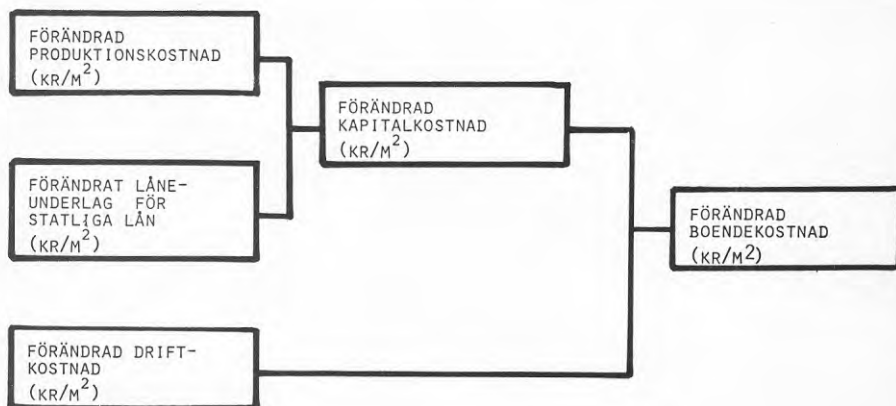 FÖRÄNDRAD
PRODUKTIONSKOSTNAD
(KR/M²)
FÖRÄNDRAD
KAPITALKOSTNAD
(KR/M²)
FÖRÄNDRAT LÅNE-
UNDERLAG FÖR
STATLIGA LÅN
(KR/M²)
FÖRÄNDRAD
BOENDEKOSTNAD
(KR/M²)
FÖRÄNDRAD DRIFT-
KOSTNAD
(KR/M²)